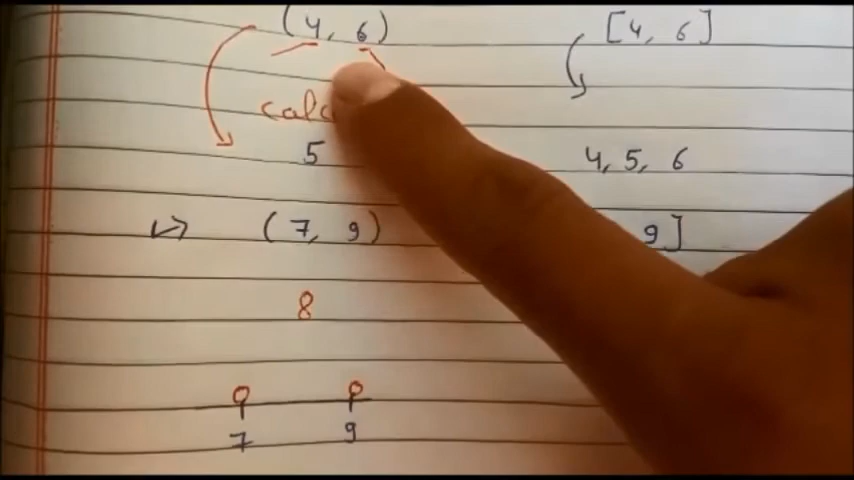 (4, 6) [4, 6]
5 4, 5, 6
(7, 9) 9]
8
7 9